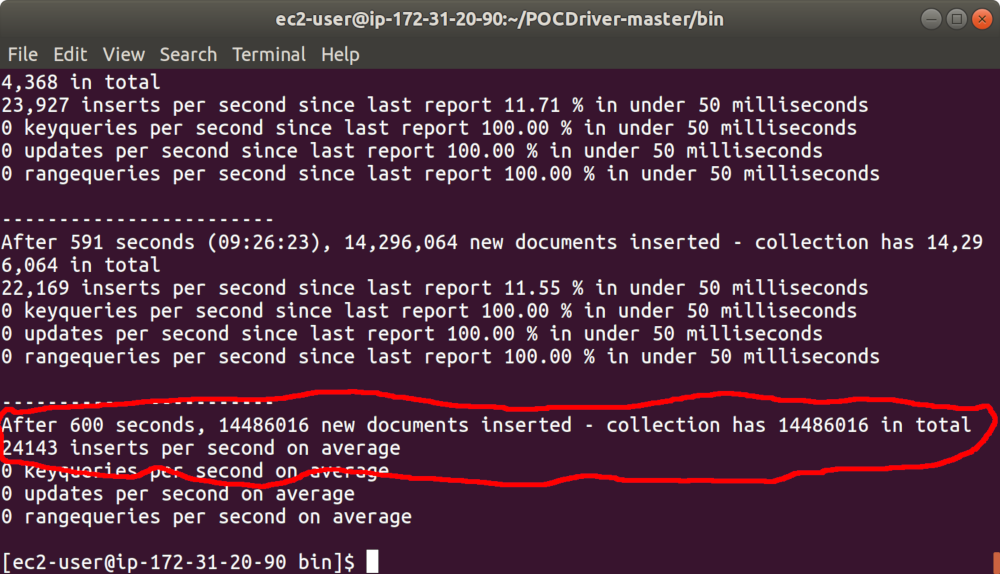 ec2-user@ip-172-31-20-90:~/POCDriver-master/bin
File Edit View Search Terminal Help
4,368 in total
23,927 inserts per second since last report 11.71 % in under 50 milliseconds
0 keyqueries per second since last report 100.00 % in under 50 milliseconds
0 updates per second since last report 100.00 % in under 50 milliseconds
0 rangequeries per second since last report 100.00 % in under 50 milliseconds
------------------------
After 591 seconds (09:26:23), 14,296,064 new documents inserted - collection has 14,29
6,064 in total
22,169 inserts per second since last report 11.55 % in under 50 milliseconds
0 keyqueries per second since last report 100.00 % in under 50 milliseconds
0 updates per second since last report 100.00 % in under 50 milliseconds
0 rangequeries per second since last report 100.00 % in under 50 milliseconds
------------------------
After 600 seconds, 14486016 new documents inserted - collection has 14486016 in total
24143 inserts per second on average
0 keyqueries per second on average
0 updates per second on average
0 rangequeries per second on average
[ec2-user@ip-172-31-20-90 bin]$